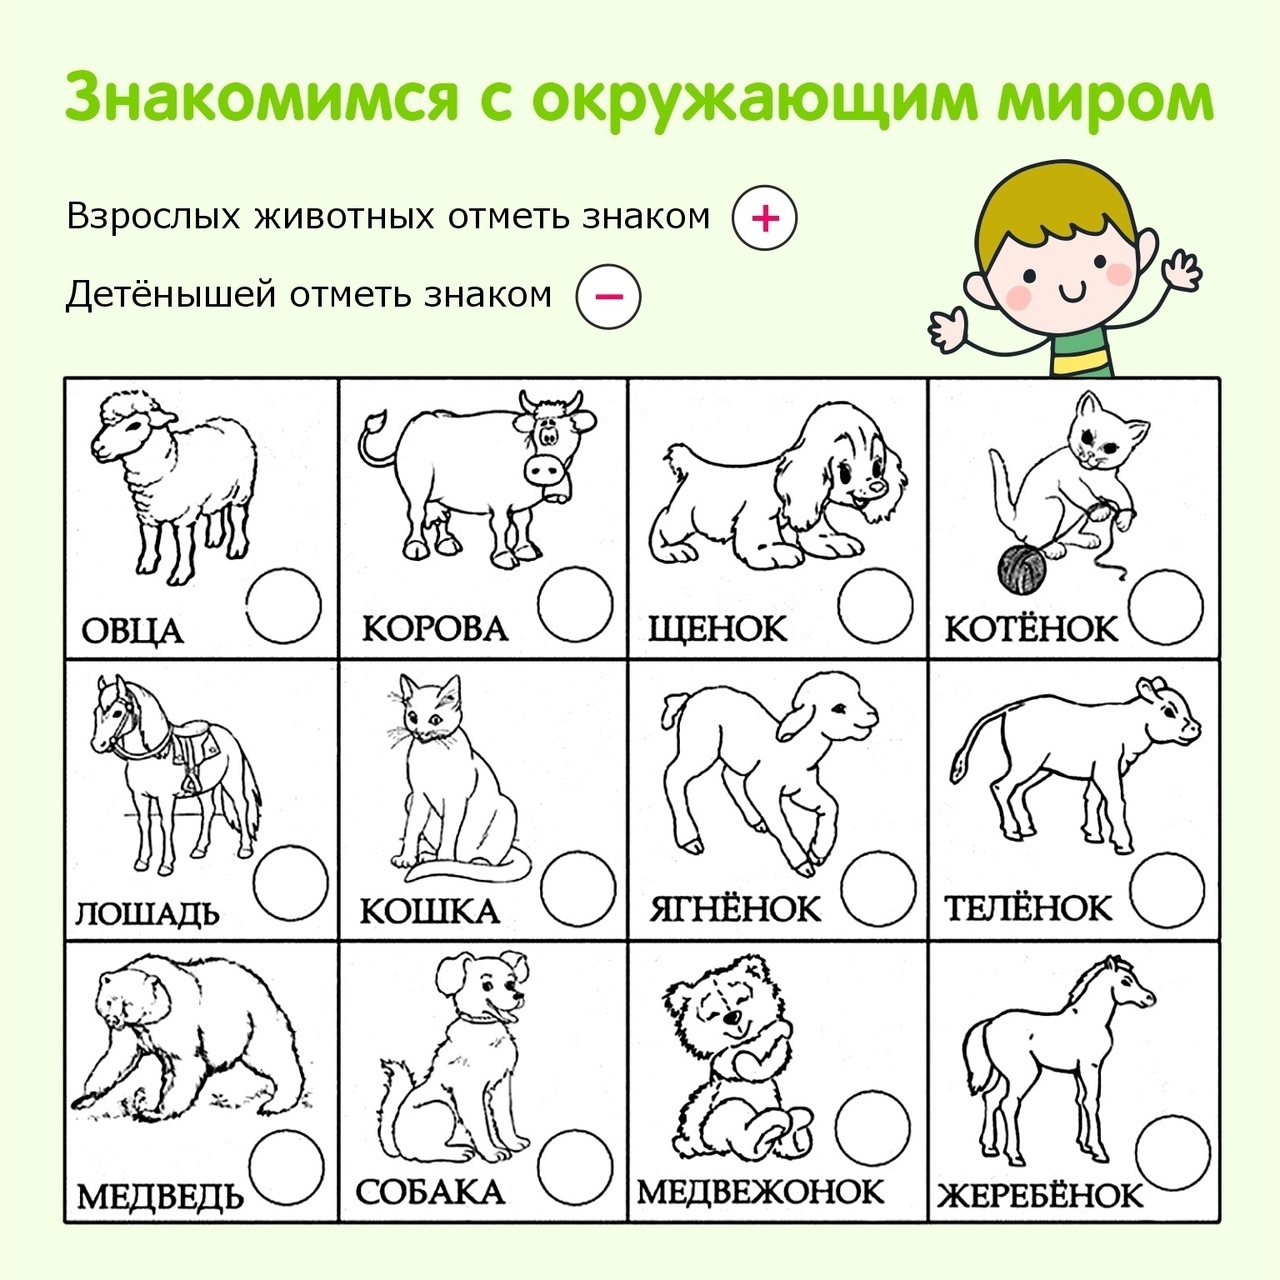 Знакомимся с окружающим миром
Взрослых животных отметь знаком +
Детёнышей отметь знаком −
ОВЦА
КОРОВА
ЩЕНОК
КОТЁНОК
ЛОШАДЬ
КОШКА
ЯГНЁНОК
ТЕЛЁНОК
МЕДВЕДЬ
СОБАКА
МЕДВЕЖОНОК
ЖЕРЕБЁНОК